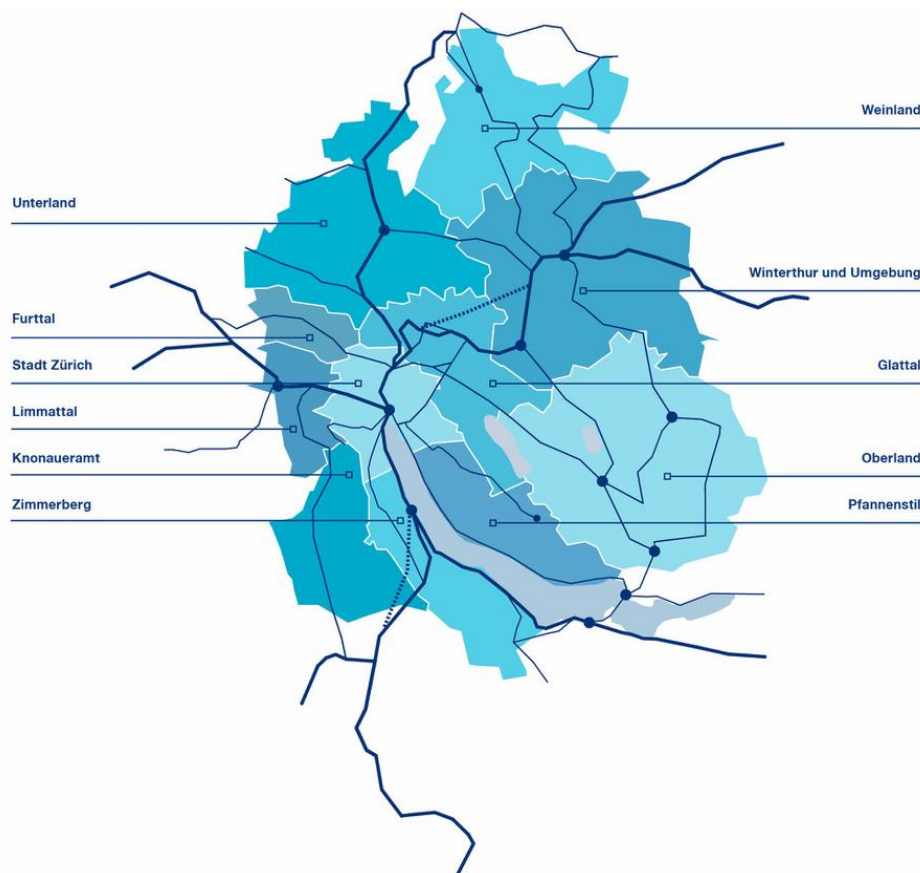 Weinland
Unterland
Winterthur und Umgebung
Furttal
Stadt Zürich
Glattal
Limmattal
Knonaueramt
Oberland
Zimmerberg
Pfannenstil